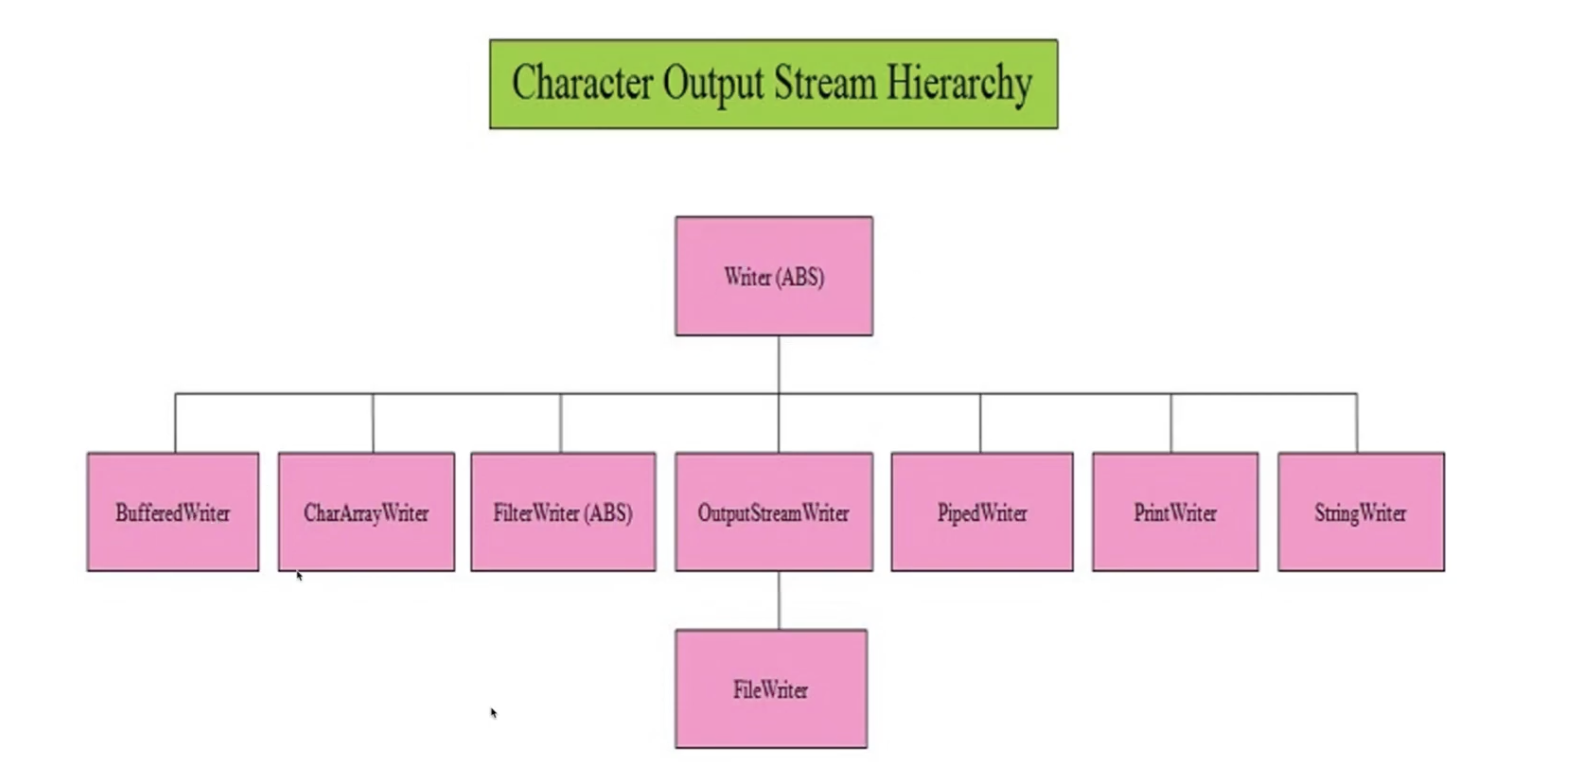 Character Output Stream Hierarchy
Writer (ABS)
BufferedWriter
CharArrayWriter
FilterWriter (ABS)
OutputStreamWriter
PipedWriter
PrintWriter
StringWriter
FileWriter